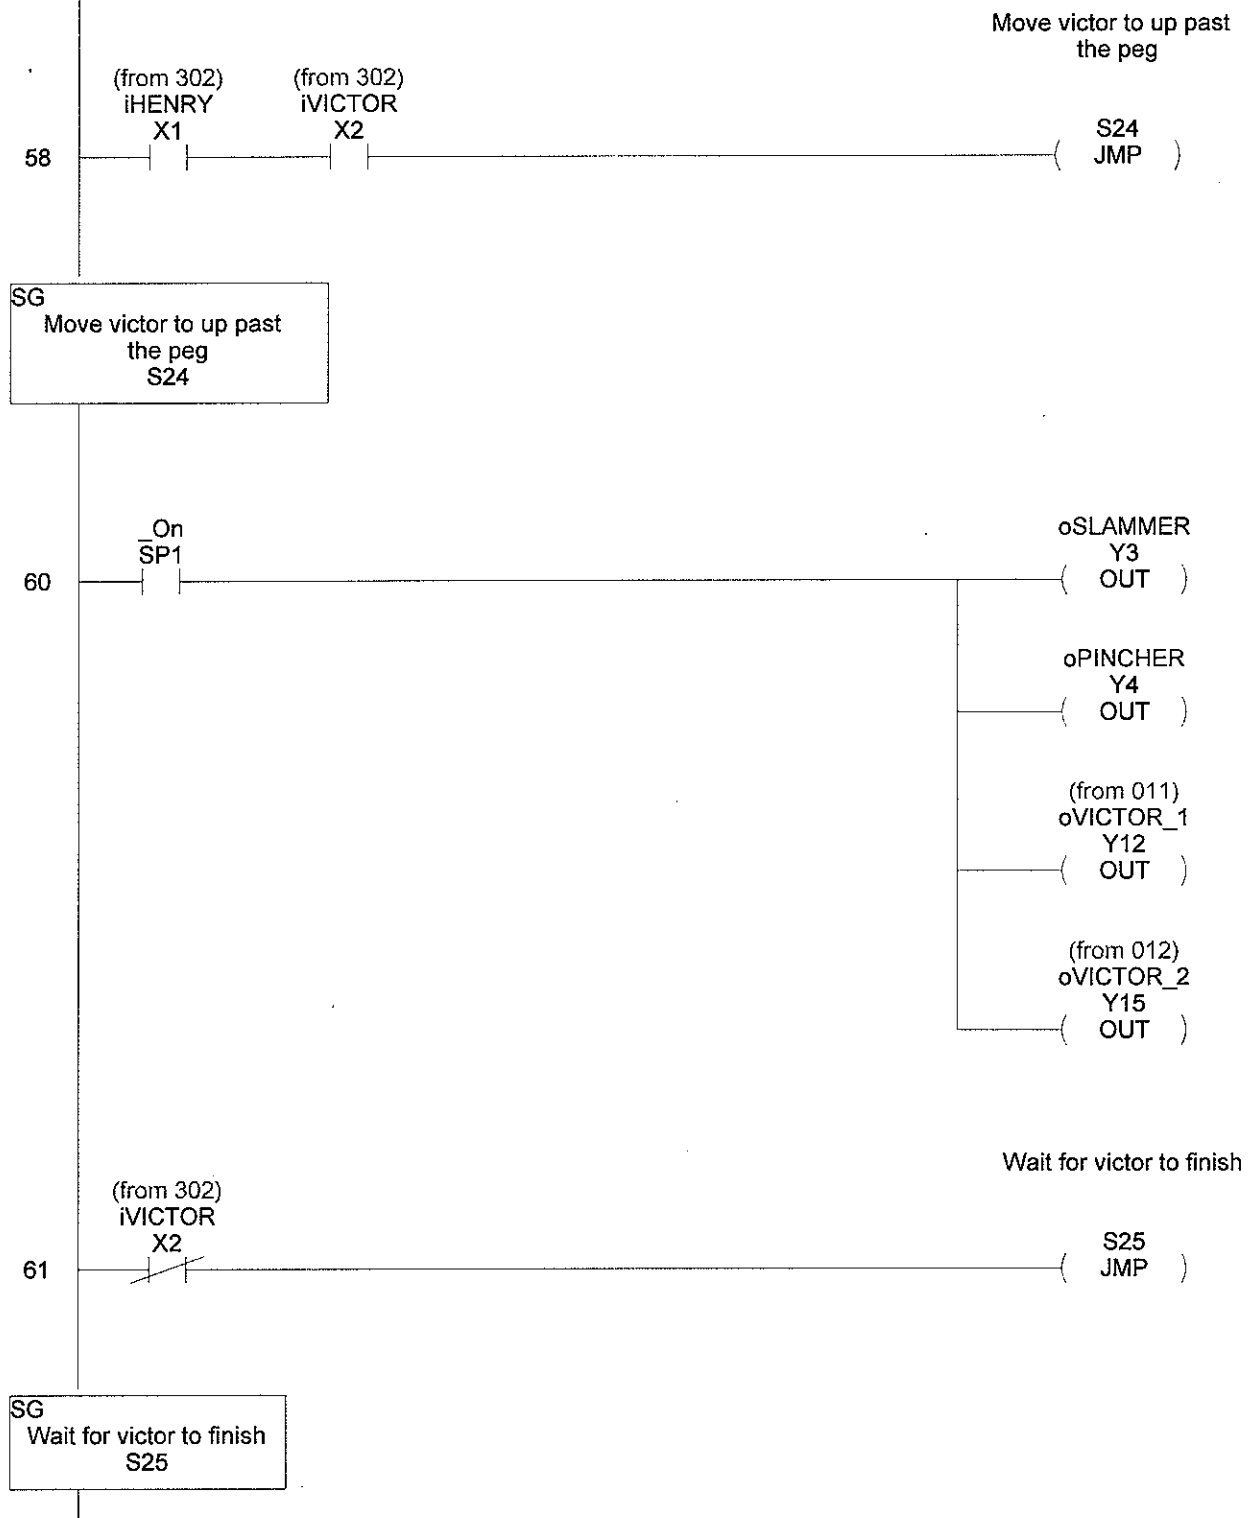 Move victor to up past
the peg
(from 302)
iHENRY
X1
(from 302)
iVICTOR
X2
S24
JMP
58
SG
Move victor to up past
the peg
S24
_On
SP1
60
oSLAMMER
Y3
OUT
oPINCHER
Y4
OUT
(from 011)
oVICTOR_1
Y12
OUT
(from 012)
oVICTOR_2
Y15
OUT
Wait for victor to finish
(from 302)
iVICTOR
X2
61
S25
JMP
SG
Wait for victor to finish
S25